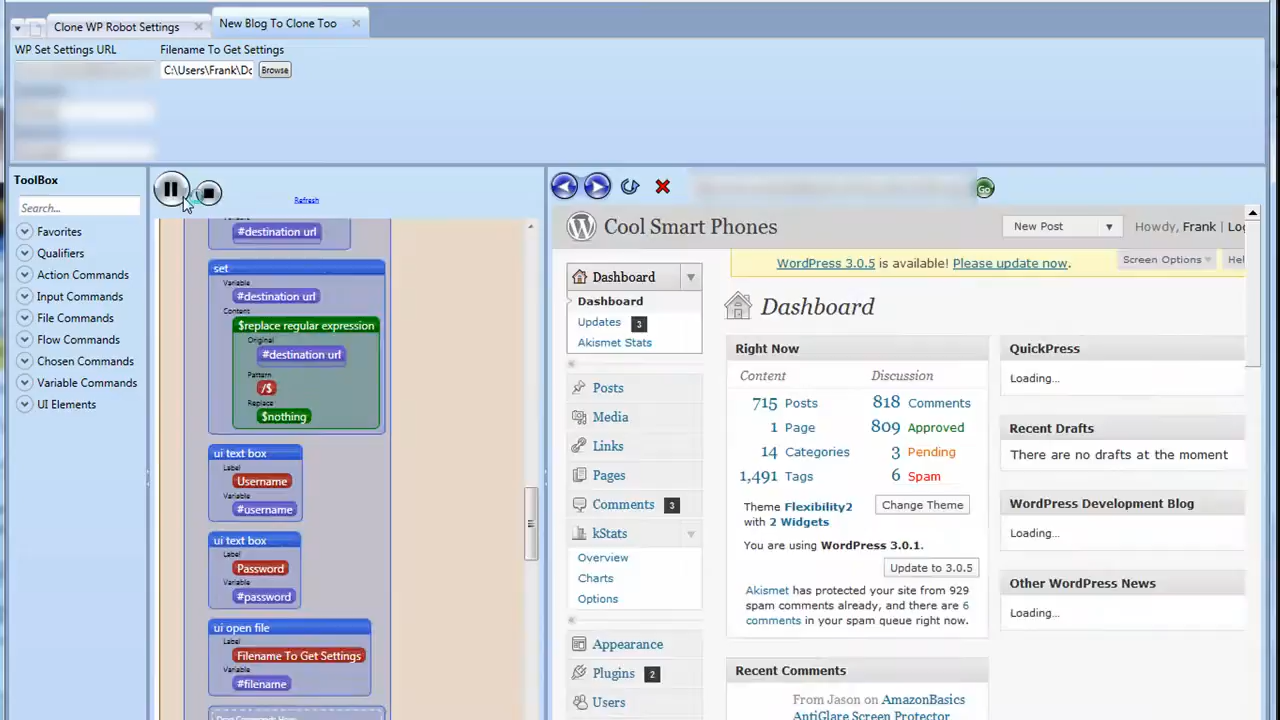 Clone WP Robot Settings
New Blog To Clone Too
WP Set Settings URL
Filename To Get Settings
C:\Users\Frank\Dc
Browse
ToolBox
Search...
Favorites
Qualifiers
Action Commands
Input Commands
File Commands
Flow Commands
Chosen Commands
Variable Commands
UI Elements
Refresh
#destination url
set
Variable
#destination url
Content
$replace regular expression
Original
#destination url
Pattern
/$
Replace
$nothing
ui text box
Label
Username
Variable
#username
ui text box
Label
Password
Variable
#password
ui open file
Label
Filename To Get Settings
Variable
#filename
Go
Cool Smart Phones
New Post
Howdy, Frank | Lo
WordPress 3.0.5 is available! Please update now.
Screen Options
Hel
Dashboard
Dashboard
Updates 3
Akismet Stats
Posts
Media
Links
Pages
Comments 3
kStats
Overview
Charts
Options
Appearance
Plugins 2
Users
Dashboard
Right Now
Content
Discussion
715 Posts
818 Comments
1 Page
809 Approved
14 Categories
3 Pending
1,491 Tags
6 Spam
Theme Flexibility2
with 2 Widgets
Change Theme
You are using WordPress 3.0.1.
Update to 3.0.5
Akismet has protected your site from 929
spam comments already, and there are 6
comments in your spam queue right now.
Recent Comments
From Jason on AmazonBasics
AntiGlare Screen Protector
QuickPress
Loading...
Recent Drafts
There are no drafts at the moment
WordPress Development Blog
Loading...
Other WordPress News
Loading...